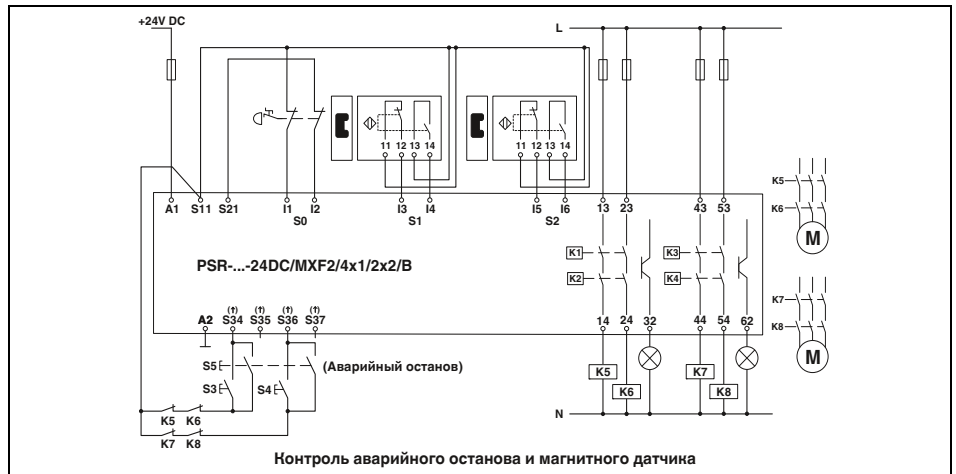 +24V DC
L
11 12 13 14
11 12 13 14
A1 S11 S21 I1 I2 I3 I4 I5 I6 13 23 43 53
S0 S1 S2
K5
K6
M
K1 K3
K2 K4
PSR-...-24DC/MXF2/4x1/2x2/B
K7
K8
M
(†) (†) (†) (†)
A2 S34 S35 S36 S37 14 24 32 44 54 62
S5 (Аварийный останов)
S3 S4
K5 K7
K6 K8
K5 K6
N
K7 K8
Контроль аварийного останова и магнитного датчика